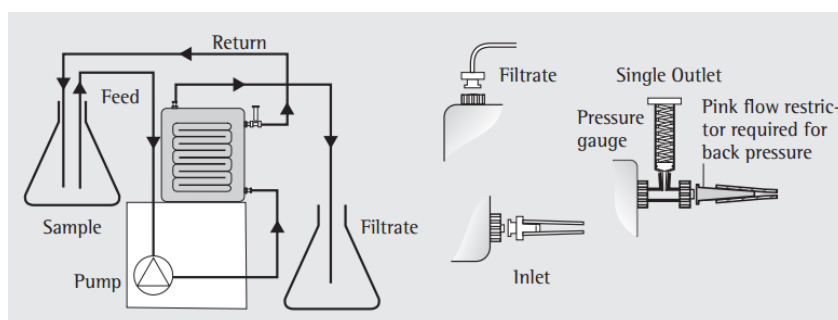 Return
Feed
Sample
Pump
Filtrate
Filtrate
Inlet
Single Outlet
Pressure
gauge
Pink flow restric-
tor required for
back pressure